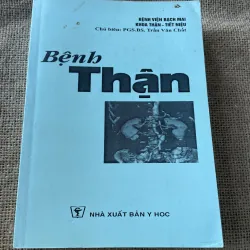 BỆNH VIỆN BẠCH MAI
KHOA THẬN - TIẾT NIỆU
Chủ biên: PGS.BS. Trần Văn Chất
Bệnh
Thận
NHÀ XUẤT BẢN Y HỌC